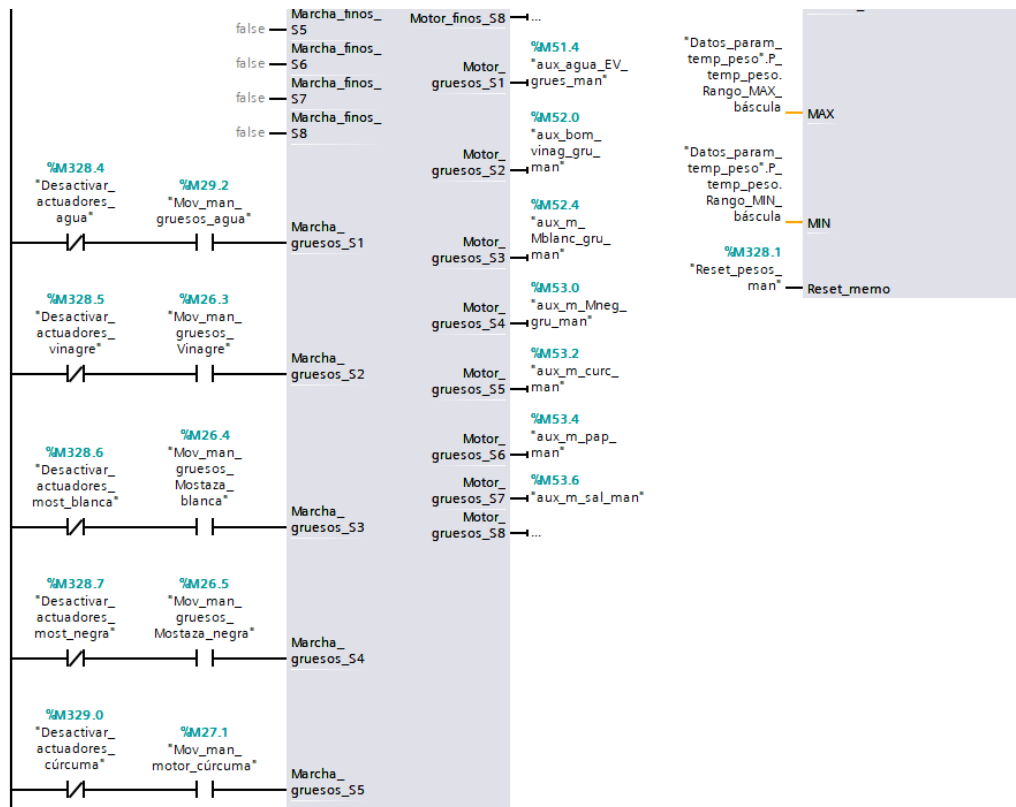 Marcha_finos_
false S5
Marcha_finos_
false S6
Marcha_finos_
false S7
Marcha_finos_
false S8
%M328.4
"Desactivar_
actuadores_
agua"
%M29.2
"Mov_man_
gruesos_agua"
Marcha_
gruesos_S1
%M328.5
"Desactivar_
actuadores_
vinagre"
%M26.3
"Mov_man_
gruesos_
Vinagre"
Marcha_
gruesos_S2
%M328.6
"Desactivar_
actuadores_
most_blanca"
%M26.4
"Mov_man_
gruesos_
Mostaza_
blanca"
Marcha_
gruesos_S3
%M328.7
"Desactivar_
actuadores_
most_negra"
%M26.5
"Mov_man_
gruesos_
Mostaza_negra"
Marcha_
gruesos_S4
%M329.0
"Desactivar_
actuadores_
cúrcuma"
%M27.1
"Mov_man_
motor_cúrcuma"
Marcha_
gruesos_S5
Motor_finos_S8 ...
Motor_
gruesos_S1
%M51.4
"aux_agua_EV_
grues_man"
Motor_
gruesos_S2
%M52.0
"aux_bom_
vinag_gru_
man"
Motor_
gruesos_S3
%M52.4
"aux_m_
Mblanc_gru_
man"
Motor_
gruesos_S4
%M53.0
"aux_m_Mneg_
gru_man"
Motor_
gruesos_S5
%M53.2
"aux_m_curc_
man"
Motor_
gruesos_S6
%M53.4
"aux_m_pap_
man"
Motor_
gruesos_S7
%M53.6
"aux_m_sal_man"
Motor_
gruesos_S8 ...
"Datos_param_
temp_peso".P_
temp_peso.
Rango_MAX_
báscula
MAX
"Datos_param_
temp_peso".P_
temp_peso.
Rango_MIN_
báscula
MIN
%M328.1
"Reset_pesos_
man"
Reset_memo